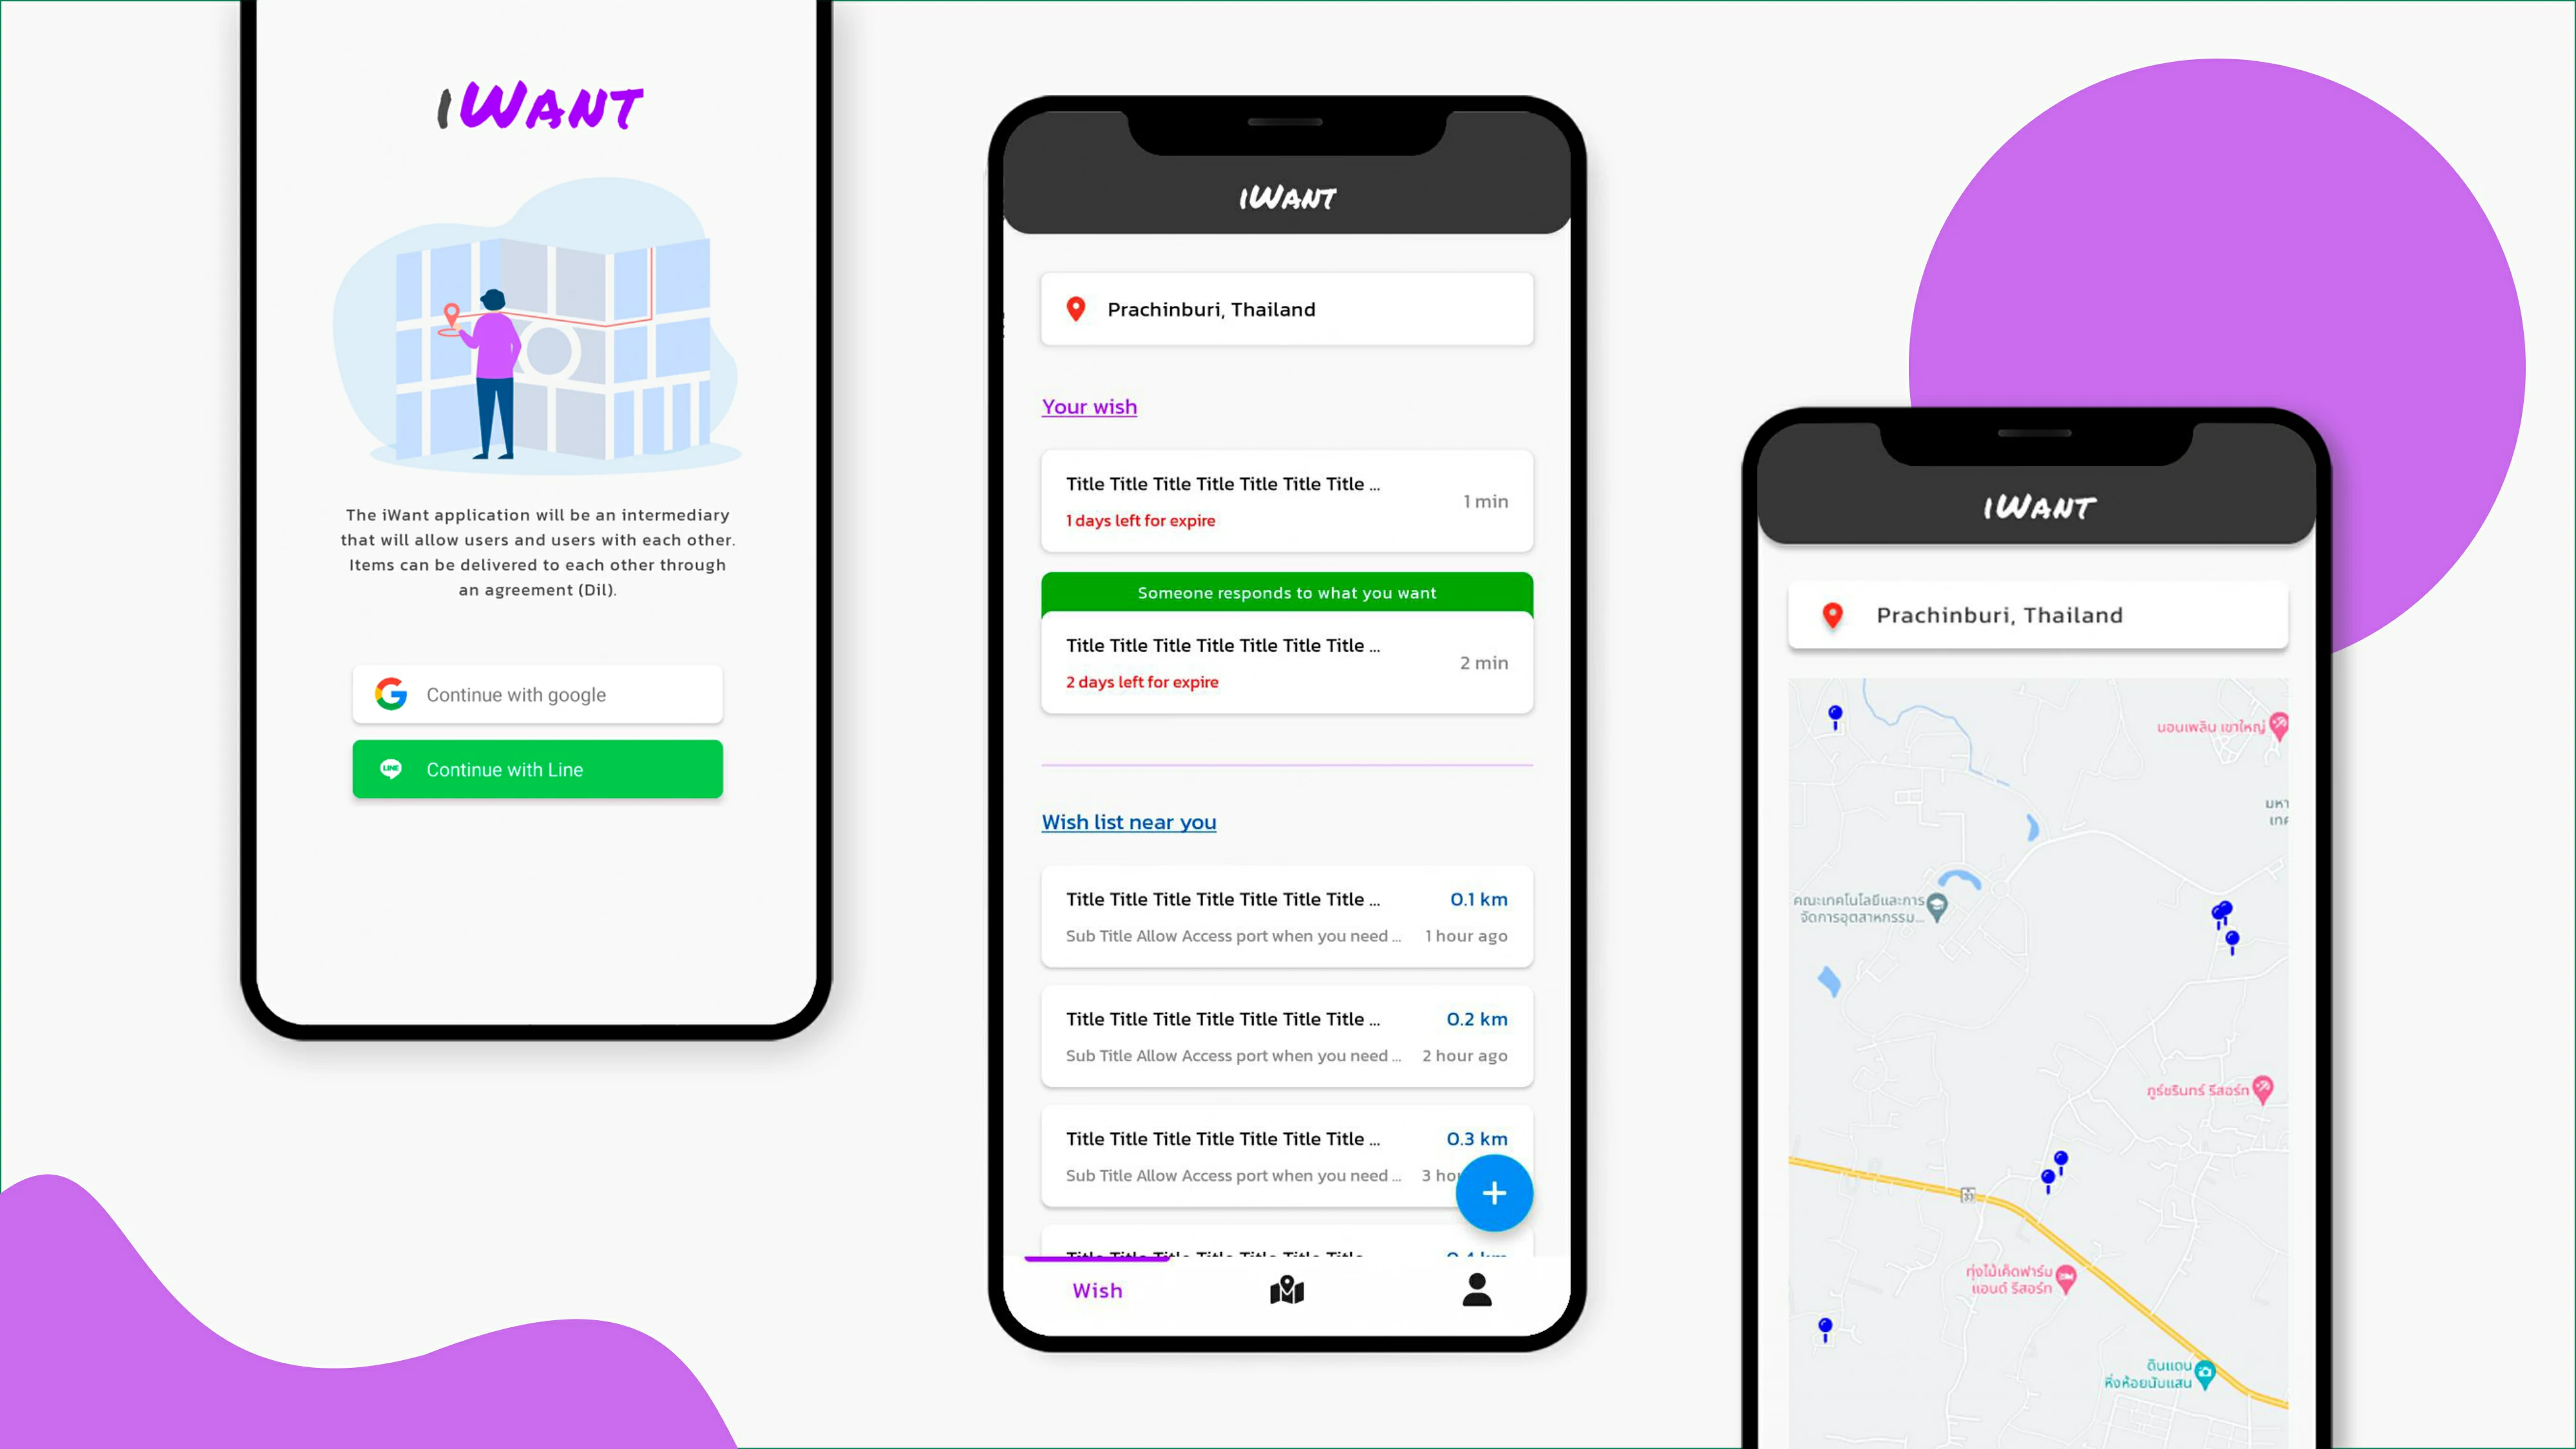 iWANT
The iWant application will be an intermediary
that will allow users and users with each other.
Items can be delivered to each other through
an agreement (Dil).
Continue with google
LINE
Continue with Line
iWANT
Prachinburi, Thailand
Your wish
Title Title Title Title Title Title Title ...
1 min
1 days left for expire
Someone responds to what you want
Title Title Title Title Title Title Title ...
2 min
2 days left for expire
Wish list near you
Title Title Title Title Title Title Title ...
0.1 km
Sub Title Allow Access port when you need ...
1 hour ago
Title Title Title Title Title Title Title ...
0.2 km
Sub Title Allow Access port when you need ...
2 hour ago
Title Title Title Title Title Title Title ...
0.3 km
Sub Title Allow Access port when you need ...
3 ho
Title Title Title Title Title Title Title
Wish
iWANT
Prachinburi, Thailand
นอนเพลิน เขาใหญ่
มหา
เทค
คณะเทคโนโลยีและการ
จัดการอุตสาหกรรม...
ภูร์ชรินทร์ รีสอร์ท
33
ทุ่งไม้เค็ดฟาร์ม
แอนด์ รีสอร์ท
ดินแดน
หิ่งห้อยนับแสน